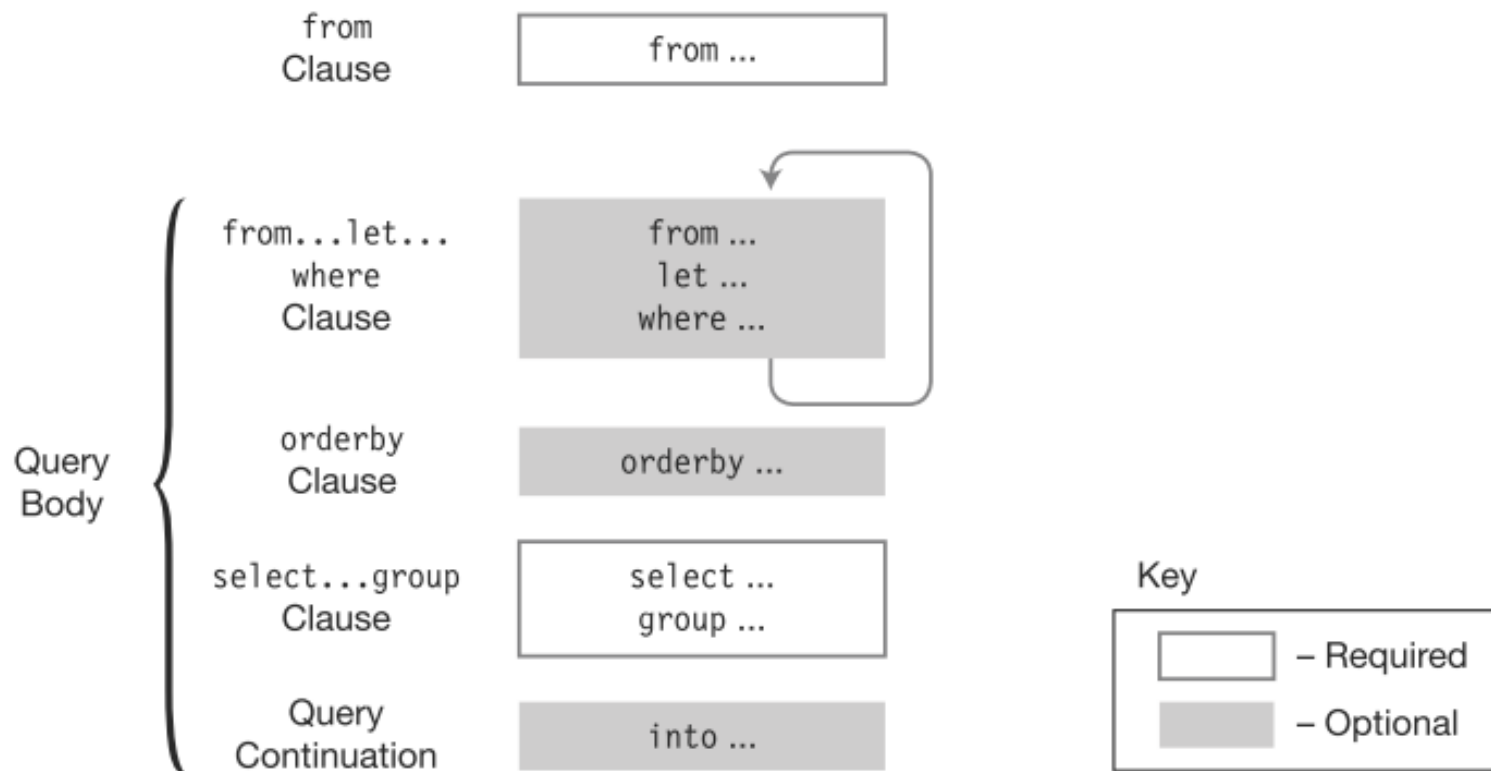 from
Clause
from ...
from...let...
where
Clause
from ...
let ...
where ...
Query
Body
orderby
Clause
orderby ...
select...group
Clause
select ...
group ...
Query
Continuation
into ...
Key
– Required
– Optional